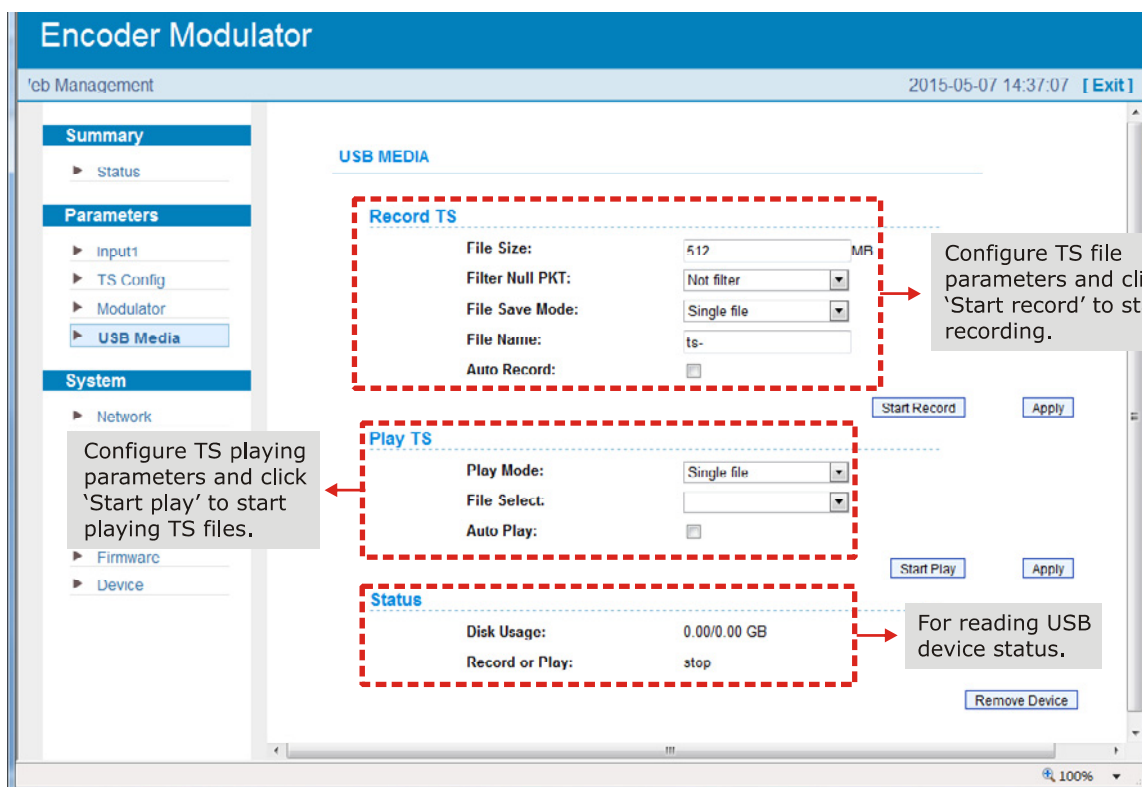 Encoder Modulator
'eb Management
2015-05-07 14:37:07 [ Exit ]
Summary
Status
Parameters
Input1
TS Config
Modulator
USB Media
System
Network
Firmware
Device
USB MEDIA
Record TS
File Size: 512 MB
Filter Null PKT: Not filter
File Save Mode: Single file
File Name: ts-
Auto Record:
Start Record Apply
Configure TS file
parameters and cli
‘Start record’ to st
recording.
Play TS
Play Mode: Single file
File Select:
Auto Play:
Start Play Apply
Configure TS playing
parameters and click
‘Start play’ to start
playing TS files.
Status
Disk Usage: 0.00/0.00 GB
Record or Play: stop
For reading USB
device status.
Remove Device
100%